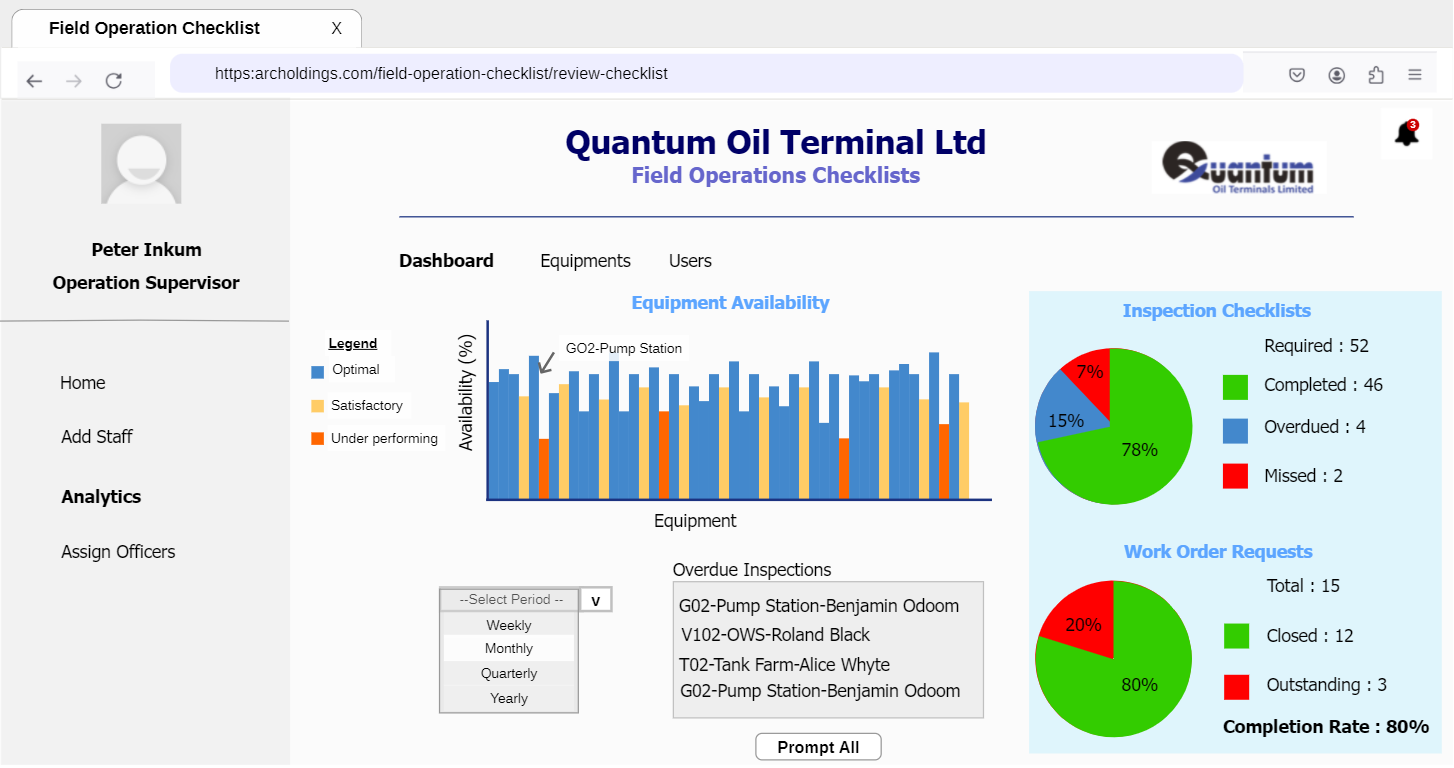 Field Operation Checklist X
https:archoldings.com/field-operation-checklist/review-checklist
3
Quantum Oil Terminal Ltd
Field Operations Checklists
Quantum
Oil Terminals Limited
Peter Inkum
Operation Supervisor
Home
Add Staff
Analytics
Assign Officers
Dashboard Equipments Users
Equipment Availability
Legend
Optimal
Satisfactory
Under performing
Availability (%)
GO2-Pump Station
Equipment
--Select Period -- v
Weekly
Monthly
Quarterly
Yearly
Overdue Inspections
G02-Pump Station-Benjamin Odoom
V102-OWS-Roland Black
T02-Tank Farm-Alice Whyte
G02-Pump Station-Benjamin Odoom
Prompt All
Inspection Checklists
7%
15%
78%
Required : 52
Completed : 46
Overdued : 4
Missed : 2
Work Order Requests
20%
80%
Total : 15
Closed : 12
Outstanding : 3
Completion Rate : 80%